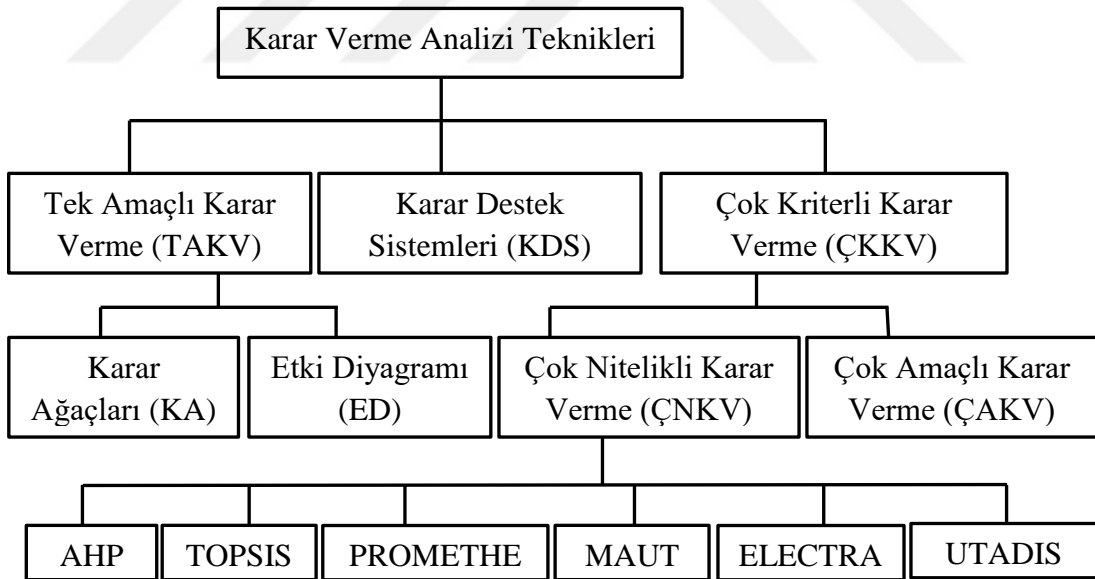 Karar Verme Analizi Teknikleri
Tek Amaçlı Karar
Verme (TAKV)
Karar Destek
Sistemleri (KDS)
Çok Kriterli Karar
Verme (ÇKKV)
Karar
Ağaçları (KA)
Etki Diyagramı
(ED)
Çok Nitelikli Karar
Verme (ÇNKV)
Çok Amaçlı Karar
Verme (ÇAKV)
AHP
TOPSIS
PROMETHE
MAUT
ELECTRA
UTADIS